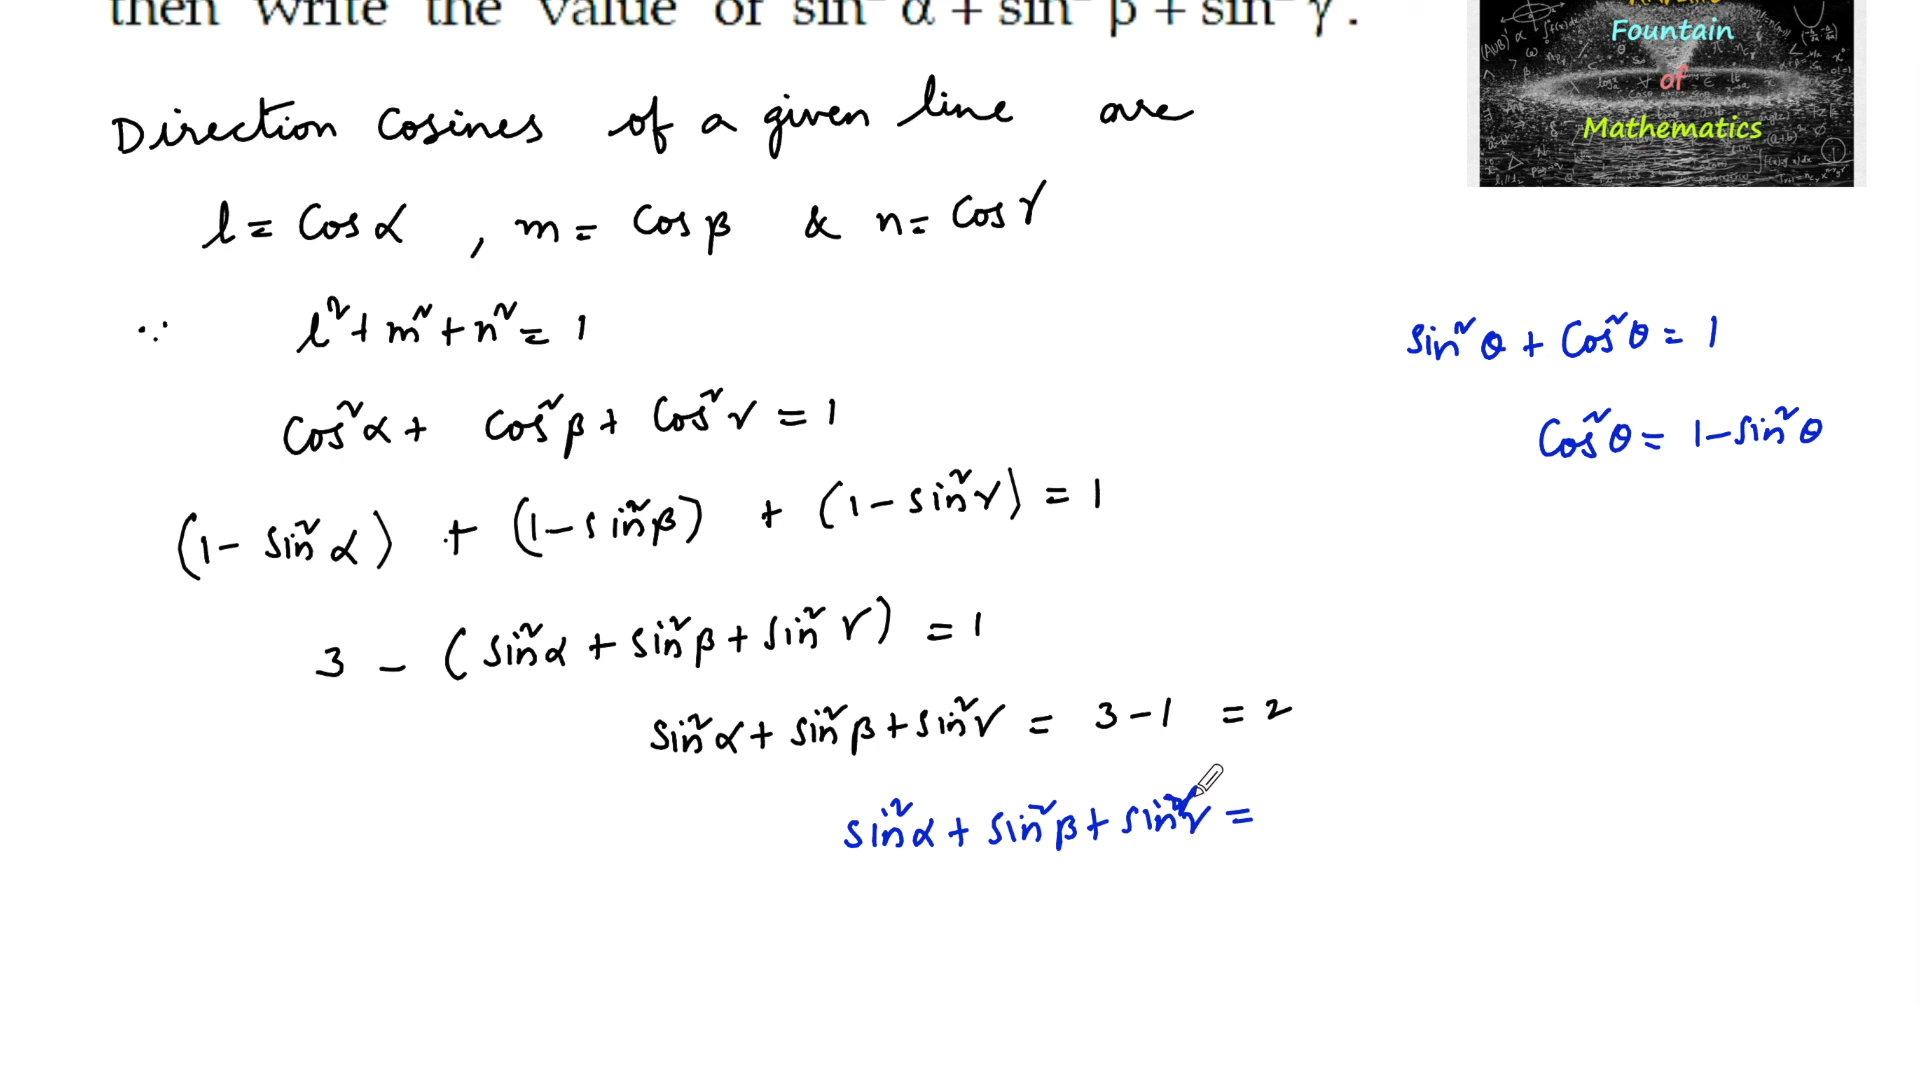 then write the value of sin² α + sin² β + sin² γ .
Fountain
of
Mathematics
Direction Cosines of a given line are
l = Cos α , m = Cos β & n = Cos γ
∵ l² + m² + n² = 1
Cos² α + Cos² β + Cos² γ = 1
(1 - sin² α) + (1 - sin² β) + (1 - sin² γ) = 1
3 - (sin² α + sin² β + sin² γ) = 1
sin² α + sin² β + sin² γ = 3 - 1 = 2
sin² α + sin² β + sin² γ =
sin² θ + Cos² θ = 1
Cos² θ = 1 - sin² θ